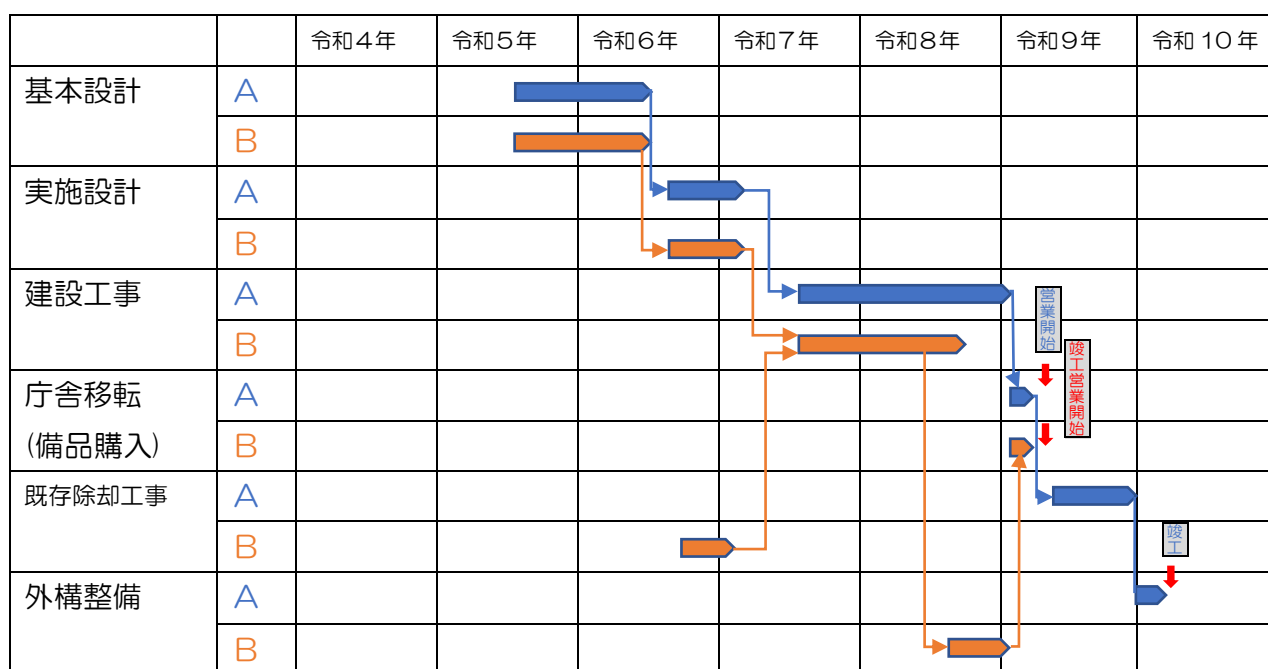 令和4年 令和5年 令和6年 令和7年 令和8年 令和9年 令和10年
基本設計 A
B
実施設計 A
B
建設工事 A
営業開始
B
竣工営業開始
庁舎移転 A
(備品購入) B
既存除却工事 A
B
竣工
外構整備 A
B